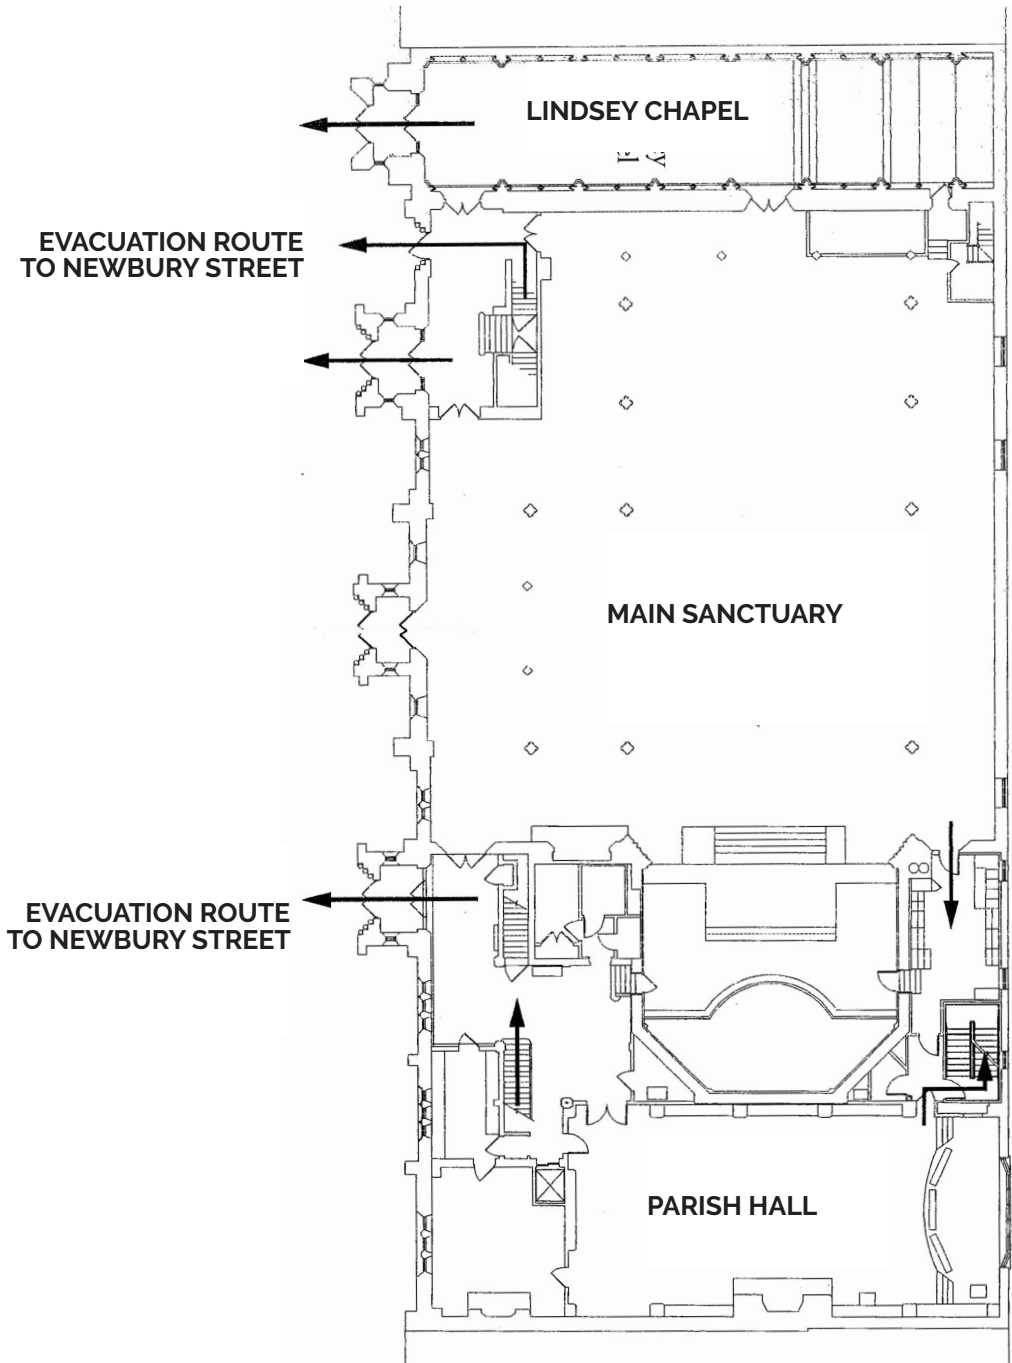 LINDSEY CHAPEL
EVACUATION ROUTE
TO NEWBURY STREET
MAIN SANCTUARY
EVACUATION ROUTE
TO NEWBURY STREET
PARISH HALL